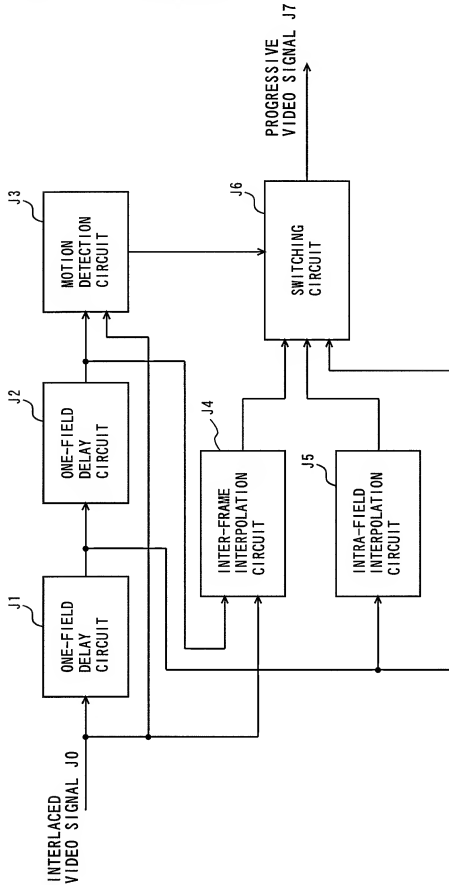 INTERLACED
VIDEO SIGNAL J0
J1
ONE-FIELD
DELAY
CIRCUIT
J2
ONE-FIELD
DELAY
CIRCUIT
J3
MOTION
DETECTION
CIRCUIT
J4
INTER-FRAME
INTERPOLATION
CIRCUIT
J5
INTRA-FIELD
INTERPOLATION
CIRCUIT
J6
SWITCHING
CIRCUIT
PROGRESSIVE
VIDEO SIGNAL J7